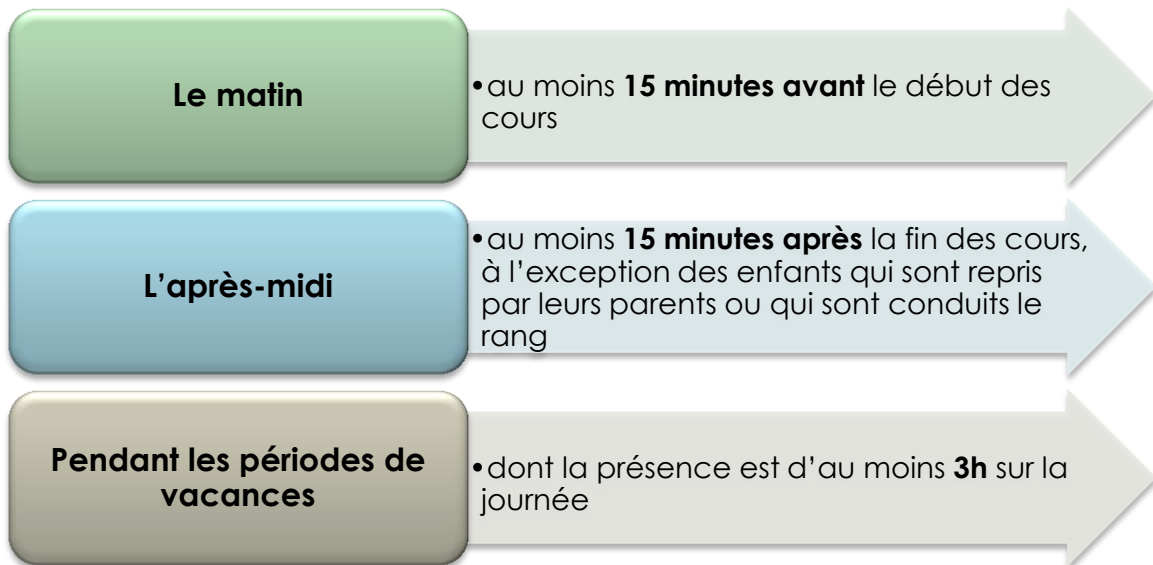 Le matin
•au moins 15 minutes avant le début des
cours
L'après-midi
•au moins 15 minutes après la fin des cours,
à l'exception des enfants qui sont repris
par leurs parents ou qui sont conduits le
rang
Pendant les périodes de
vacances
•dont la présence est d'au moins 3h sur la
journée